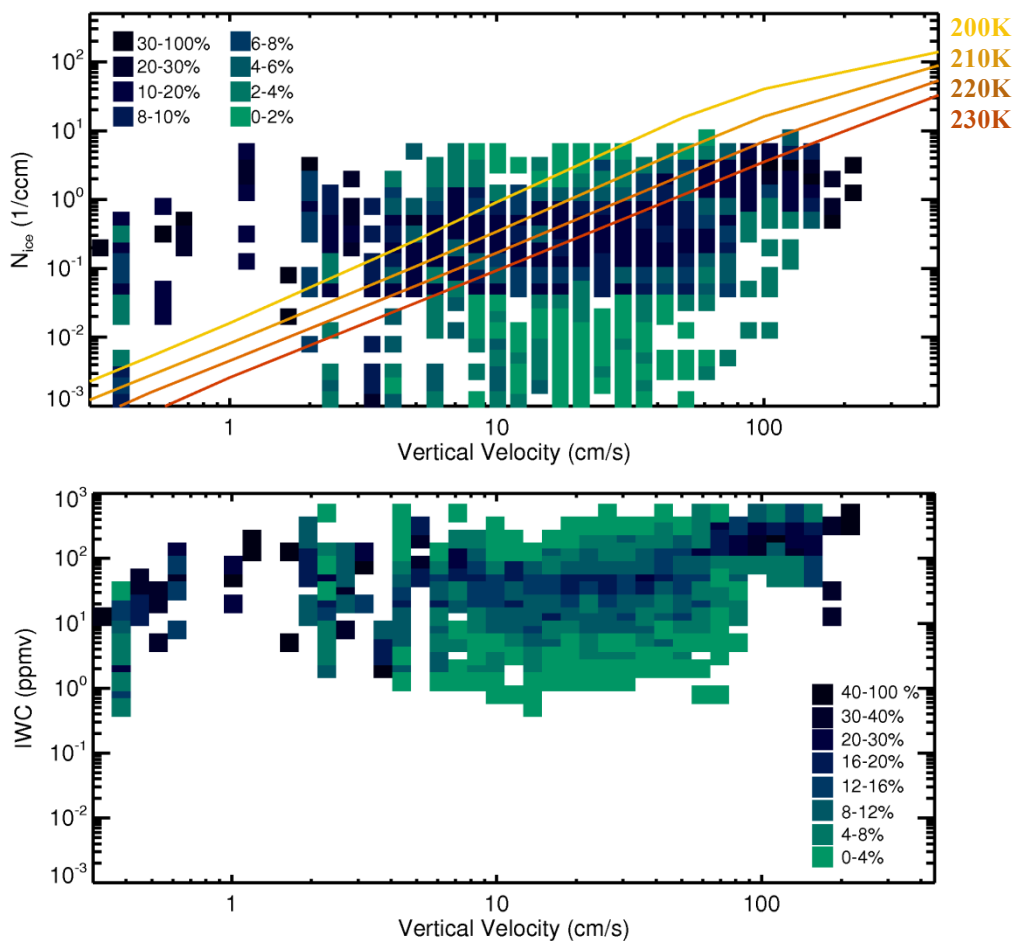 200K
210K
220K
230K
30-100% 6-8%
20-30% 4-6%
10-20% 2-4%
8-10% 0-2%
10²
10¹
10⁰
10⁻¹
10⁻²
10⁻³
N_ice (1/ccm)
1 10 100
Vertical Velocity (cm/s)
10³
10²
10¹
10⁰
10⁻¹
10⁻²
10⁻³
IWC (ppmv)
40-100 %
30-40%
20-30%
16-20%
12-16%
8-12%
4-8%
0-4%
1 10 100
Vertical Velocity (cm/s)